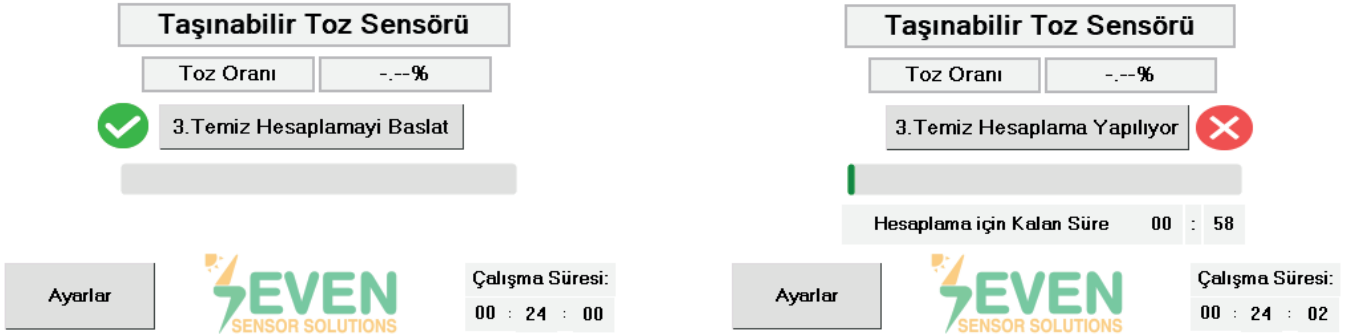 Taşınabilir Toz Sensörü
Toz Oranı -.--%
3.Temiz Hesaplamayi Baslat
Ayarlar
SEVEN
SENSOR SOLUTIONS
Çalışma Süresi:
00 : 24 : 00
Taşınabilir Toz Sensörü
Toz Oranı -.--%
3.Temiz Hesaplama Yapılıyor
Hesaplama için Kalan Süre 00 : 58
Ayarlar
SEVEN
SENSOR SOLUTIONS
Çalışma Süresi:
00 : 24 : 02